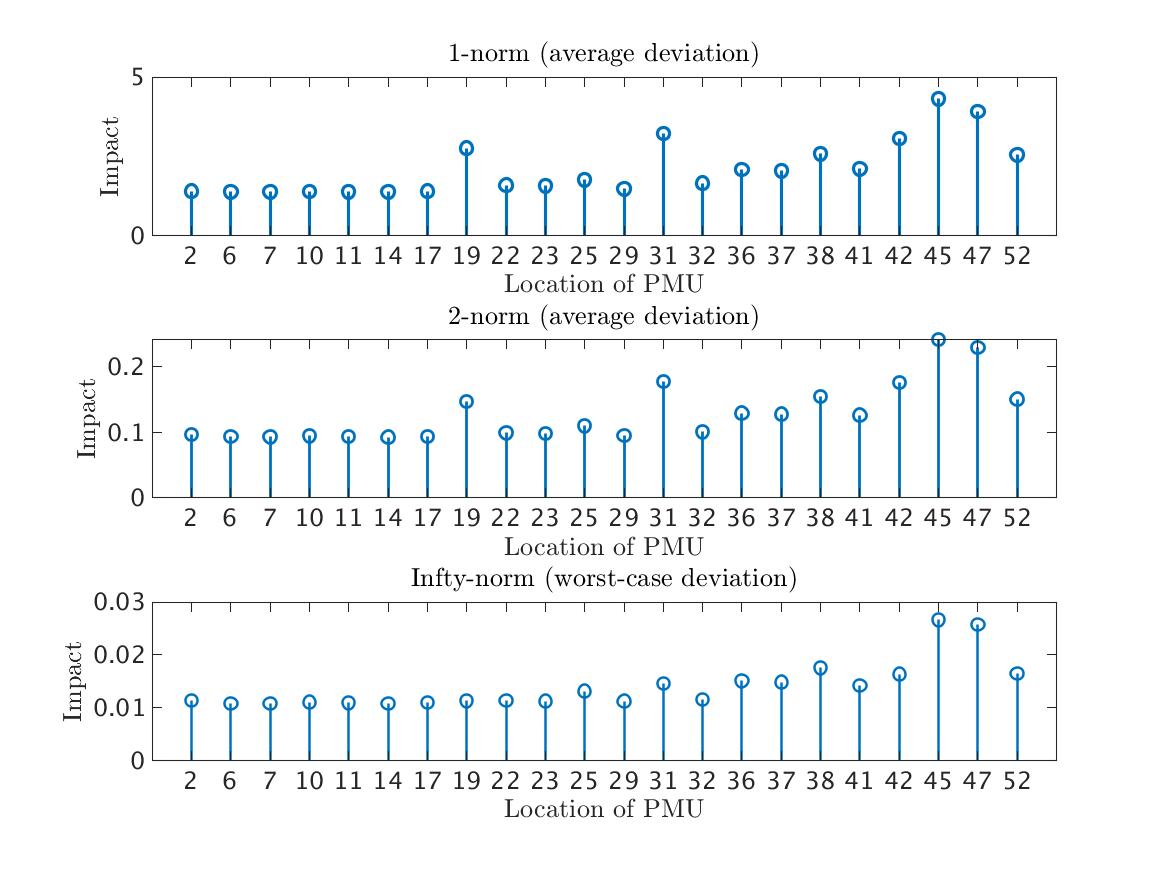 1-norm (average deviation)
5
Impact
0
2 6 7 10 11 14 17 19 22 23 25 29 31 32 36 37 38 41 42 45 47 52
Location of PMU
2-norm (average deviation)
0.2
Impact
0.1
0
2 6 7 10 11 14 17 19 22 23 25 29 31 32 36 37 38 41 42 45 47 52
Location of PMU
Infty-norm (worst-case deviation)
0.03
0.02
Impact
0.01
0
2 6 7 10 11 14 17 19 22 23 25 29 31 32 36 37 38 41 42 45 47 52
Location of PMU